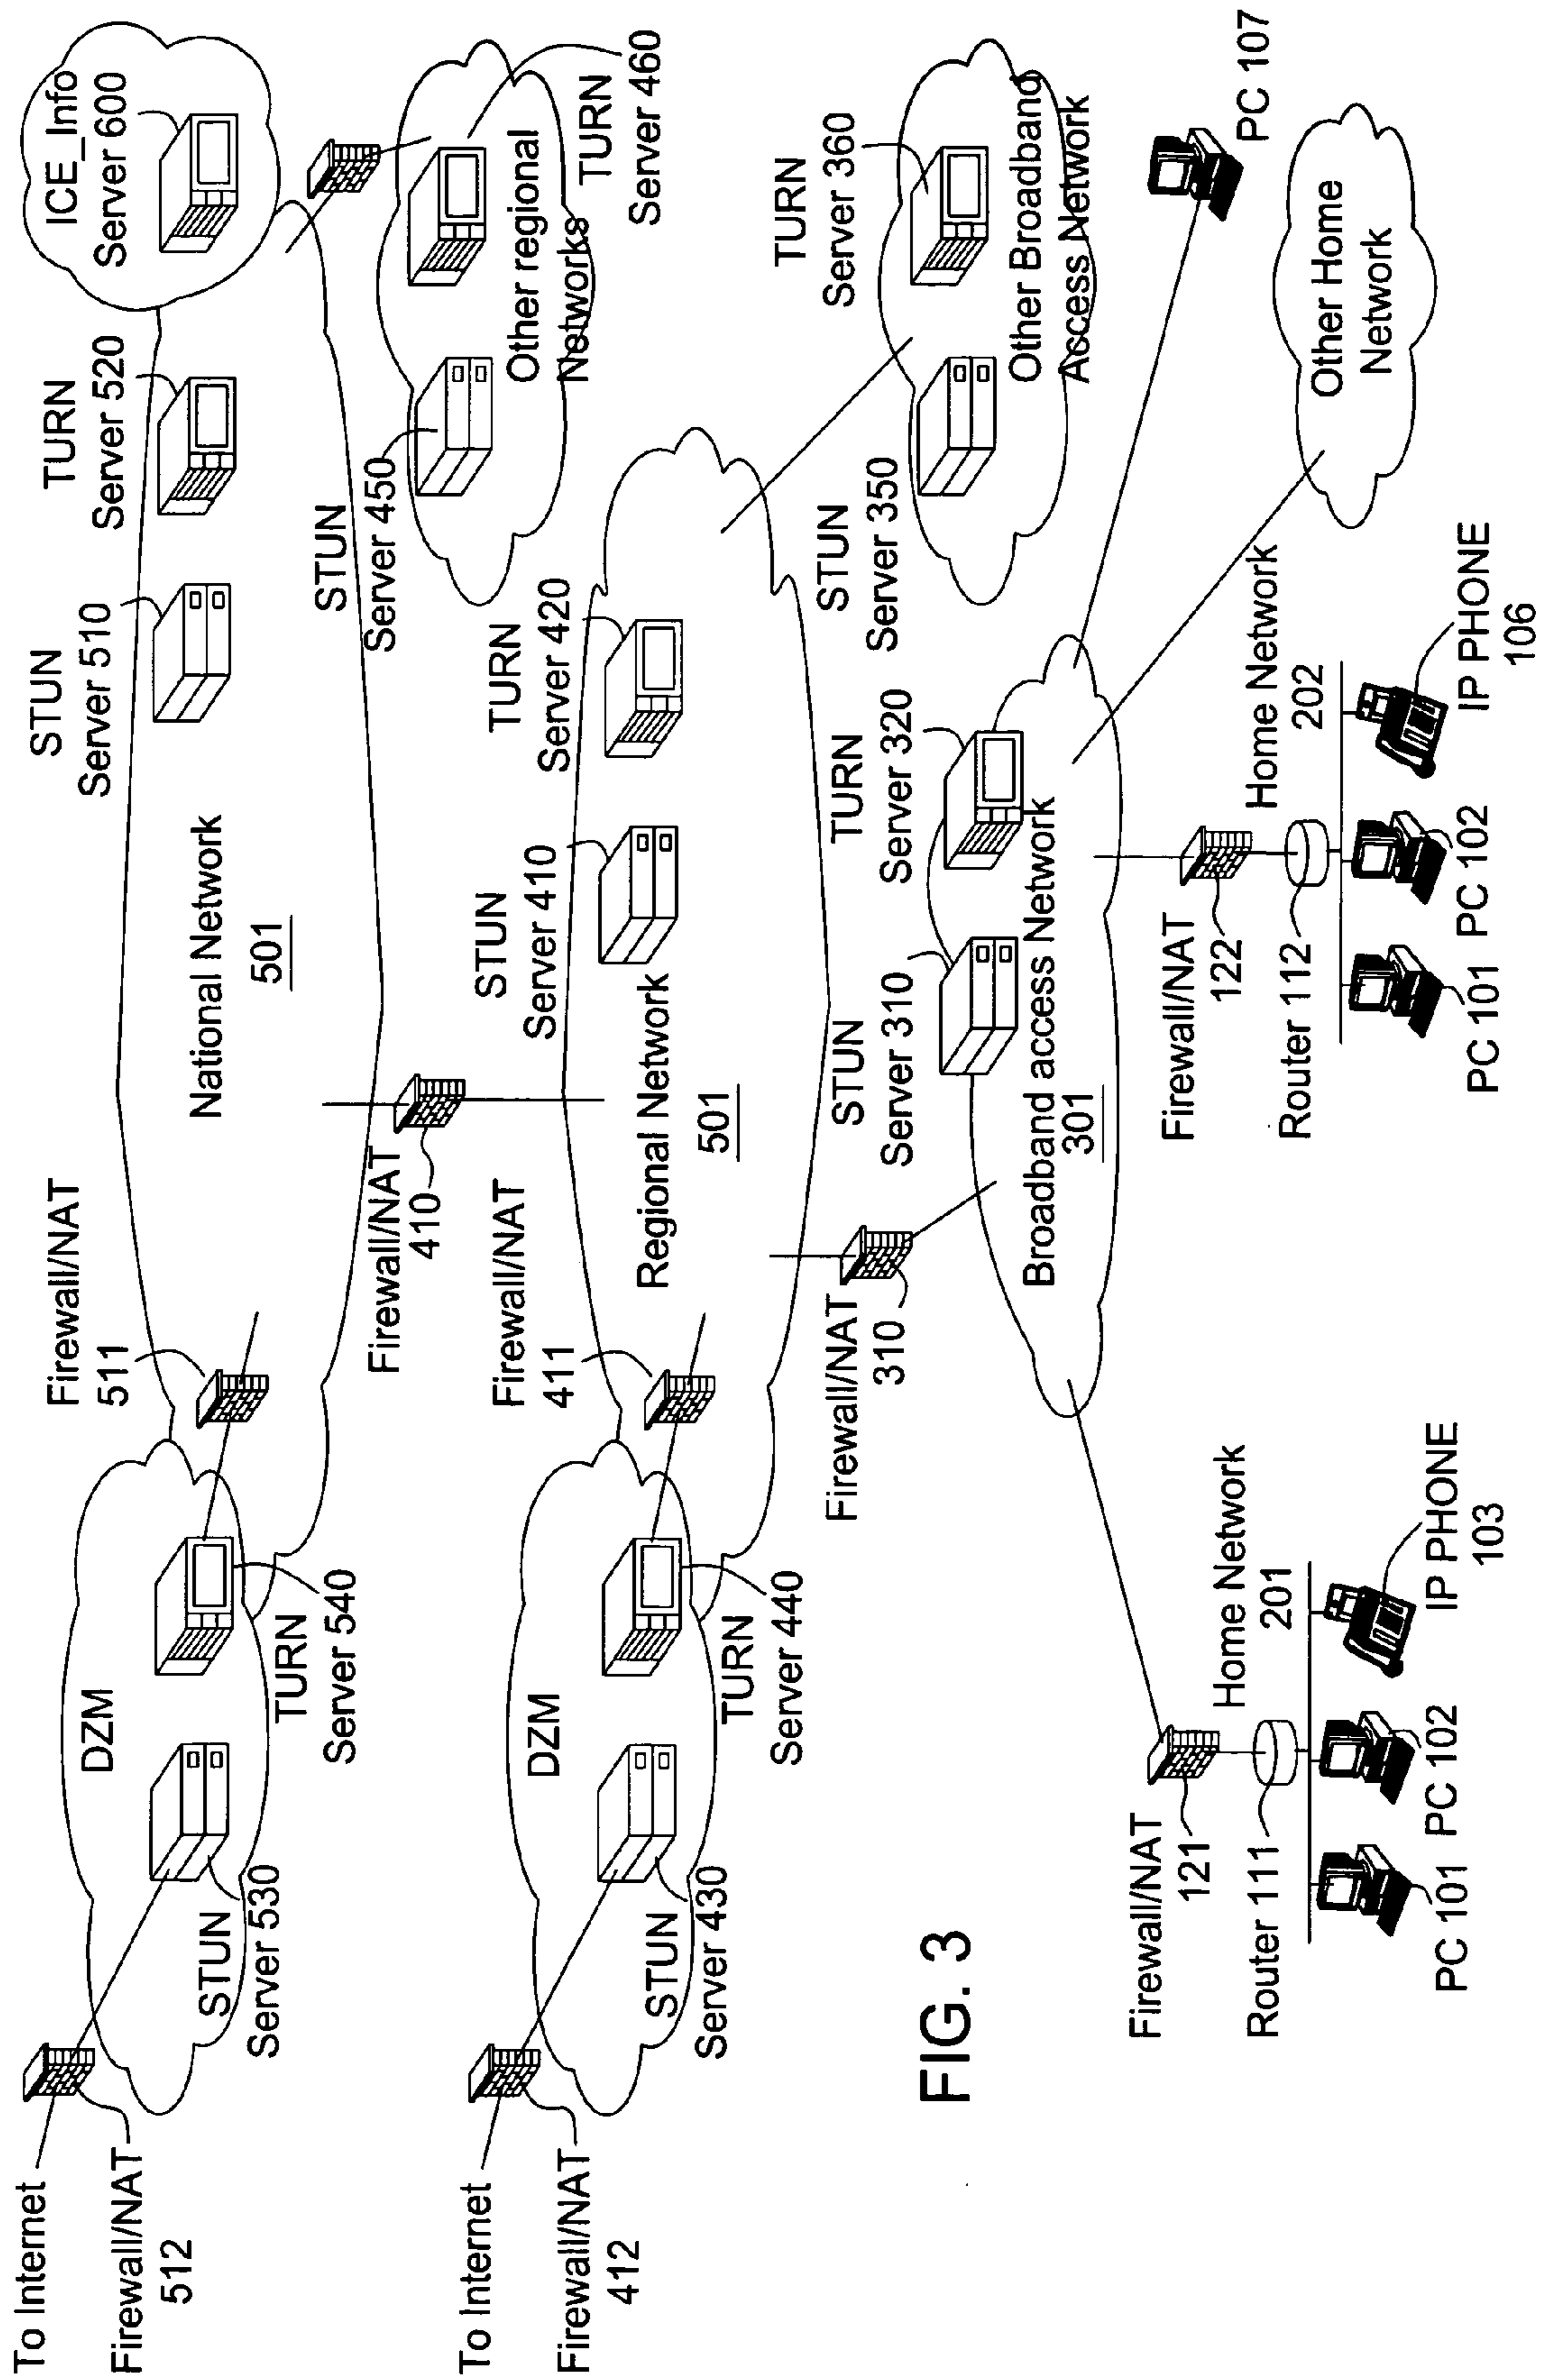 To Internet
Firewall/NAT
512
DZM
STUN
Server 530
TURN
Server 540
Firewall/NAT
511
National Network
501
STUN
Server 510
TURN
Server 520
ICE_Info
Server 600
Firewall/NAT
410
STUN
Server 450
Other regional
Networks
TURN
Server 460
To Internet
Firewall/NAT
412
DZM
STUN
Server 430
TURN
Server 440
Firewall/NAT
411
Regional Network
501
STUN
Server 410
TURN
Server 420
Firewall/NAT
310
STUN
Server 310
TURN
Server 320
Broadband access Network
301
STUN
Server 350
TURN
Server 360
Other Broadband
Access Network
FIG. 3
Firewall/NAT
121
Router 111
Home Network
201
PC 101
PC 102
IP PHONE
103
Firewall/NAT
122
Router 112
Home Network
202
PC 101
PC 102
IP PHONE
106
Other Home
Network
PC 107